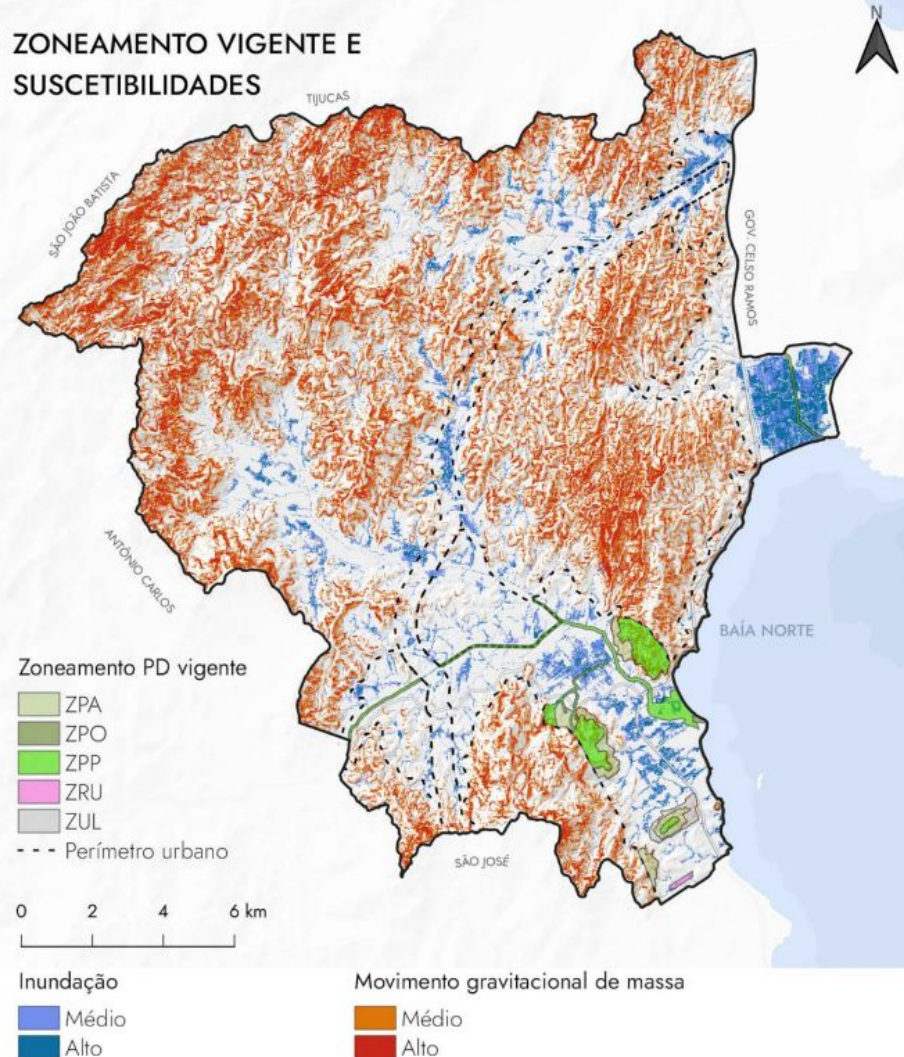 ZONEAMENTO VIGENTE E
SUSCETIBILIDADES
N
TIJUCAS
SÃO JOÃO BATISTA
GOV. CELSO RAMOS
ANTÔNIO CARLOS
BAÍA NORTE
SÃO JOSÉ
Zoneamento PD vigente
ZPA
ZPO
ZPP
ZRU
ZUL
Perímetro urbano
0 2 4 6 km
Inundação
Médio
Alto
Movimento gravitacional de massa
Médio
Alto